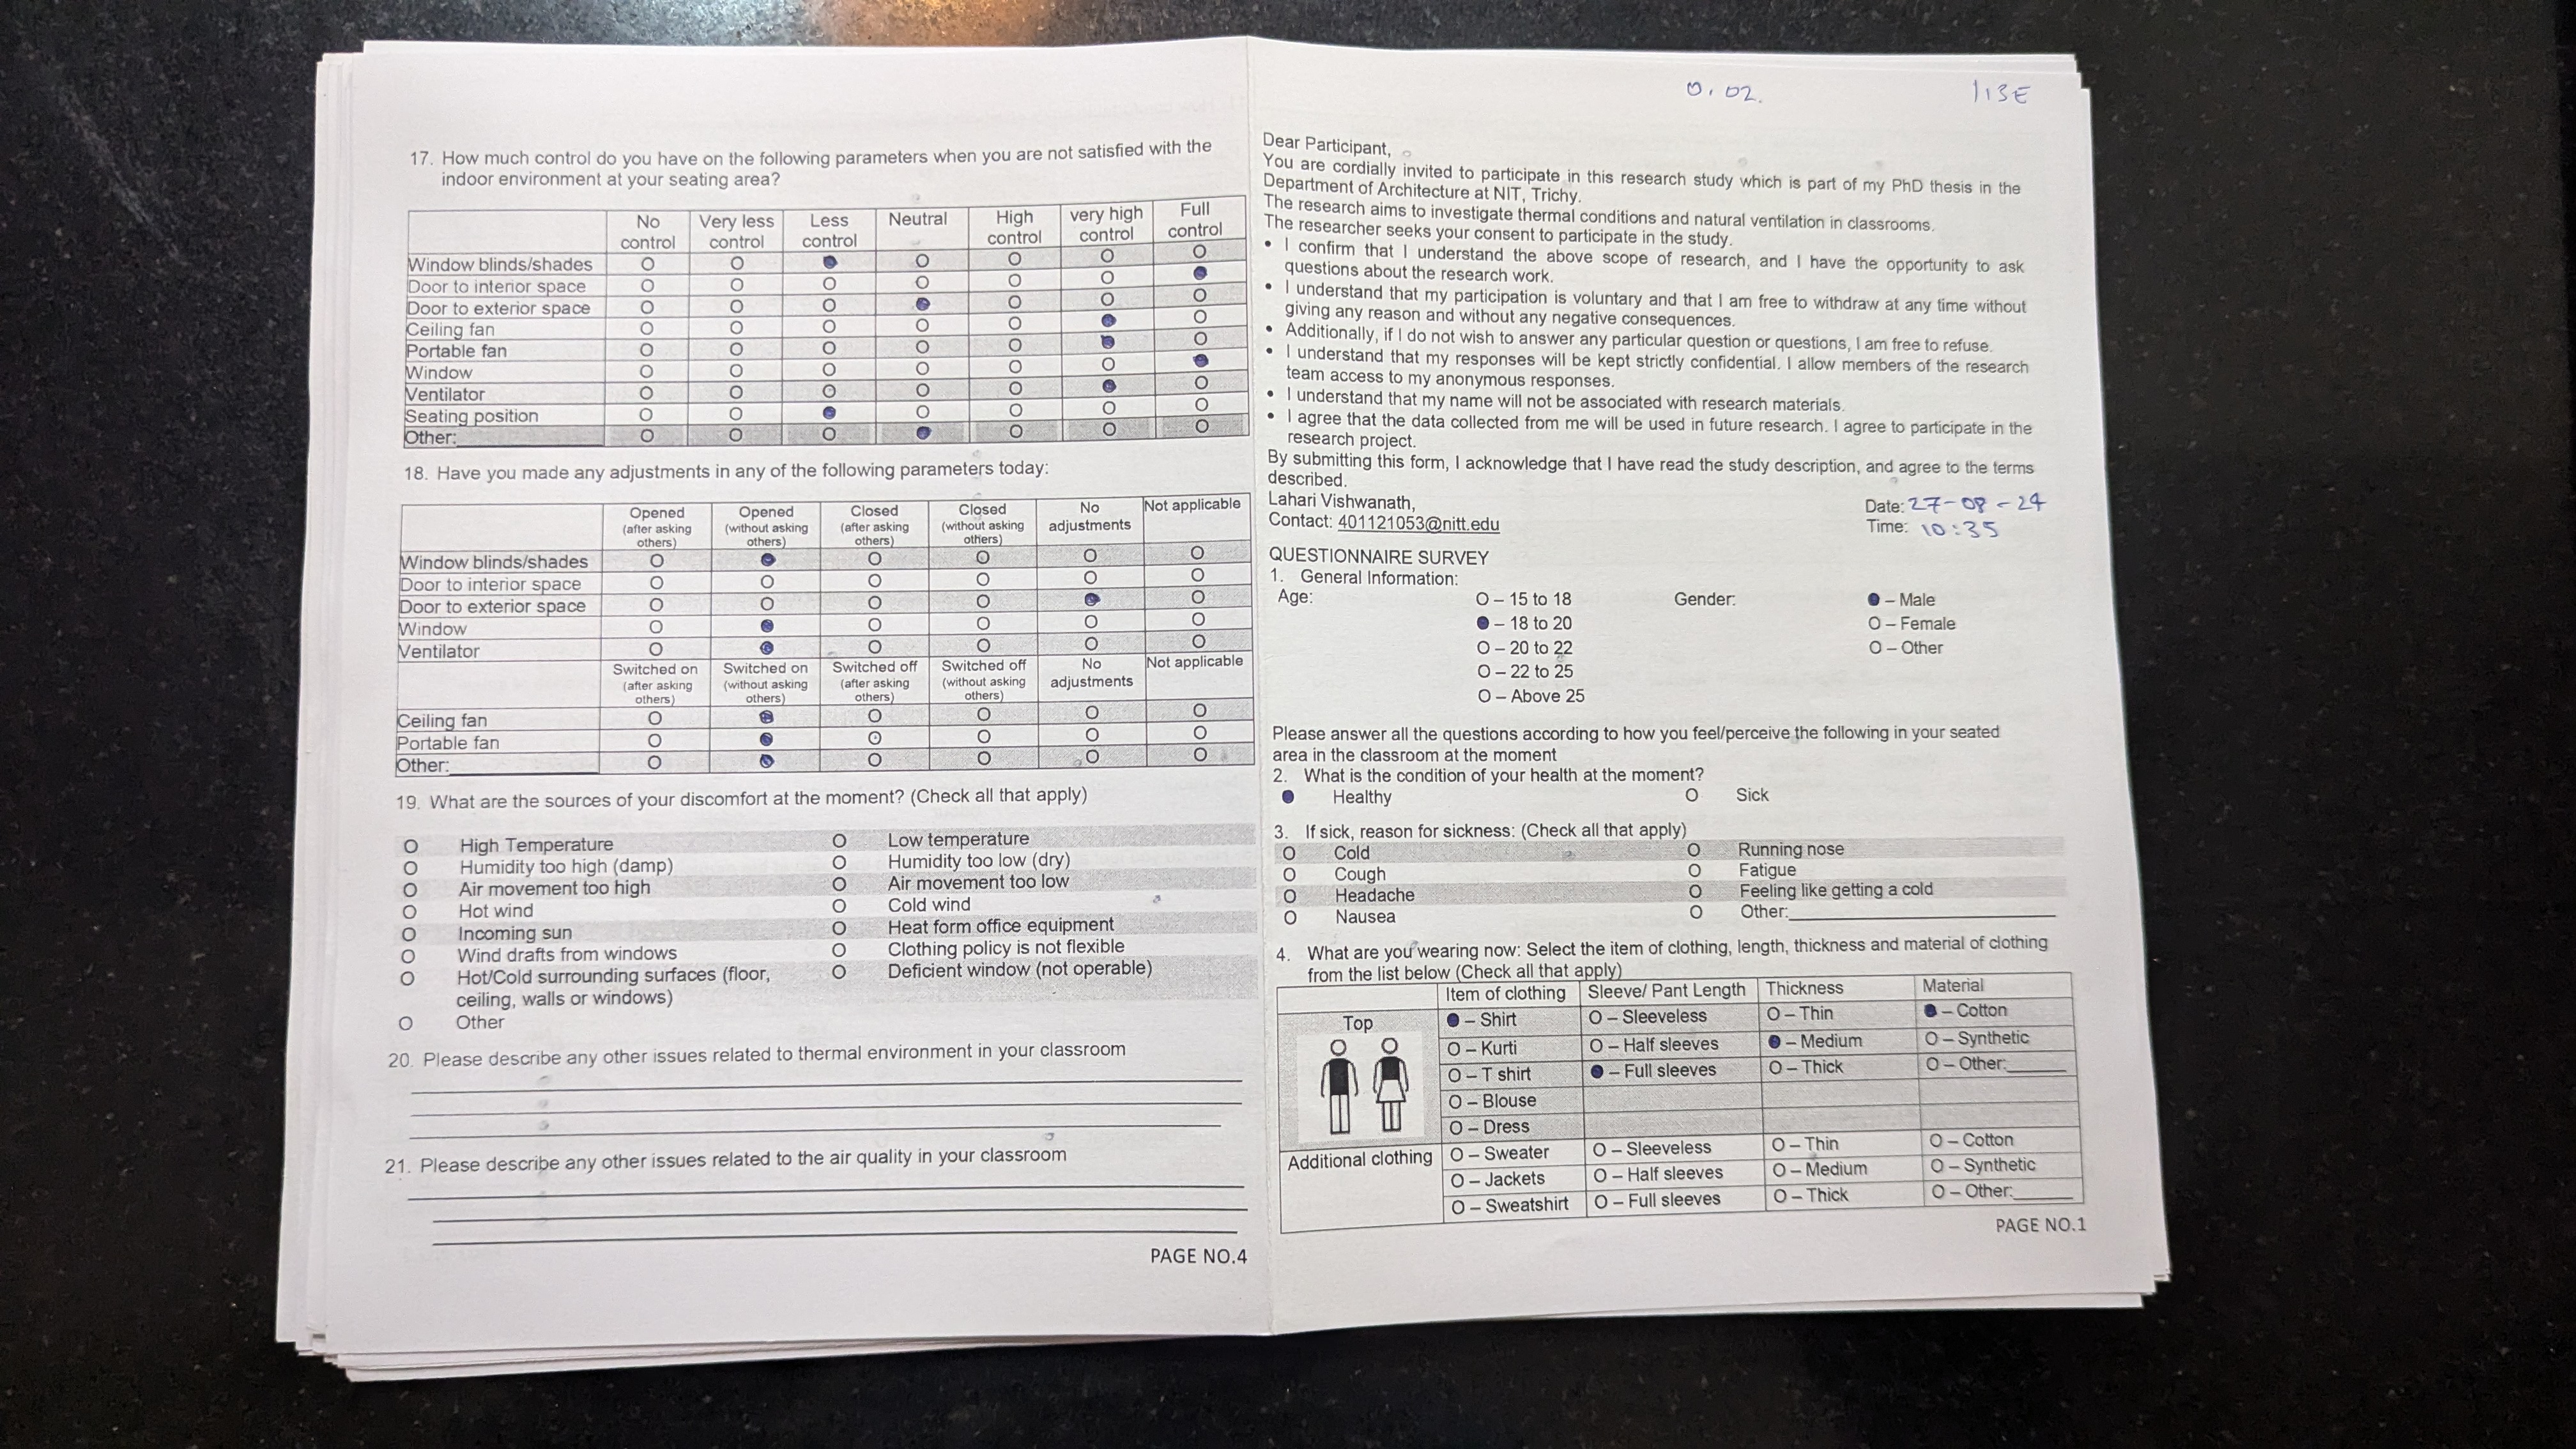 17. How much control do you have on the following parameters when you are not satisfied with the
indoor environment at your seating area?
No control Very less control Less control Neutral High control very high control Full control
Window blinds/shades O O ● O O O O
Door to interior space O O O O O O ●
Door to exterior space O O O ● O O O
Ceiling fan O O O O O ● O
Portable fan O O O O O ● O
Window O O O O O O ●
Ventilator O O O O O ● O
Seating position O O ● O O O O
Other: O O O ● O O O
18. Have you made any adjustments in any of the following parameters today:
Opened (after asking others) Opened (without asking others) Closed (after asking others) Closed (without asking others) No adjustments Not applicable
Window blinds/shades O ● O O O O
Door to interior space O O O O O O
Door to exterior space O O O O ● O
Window O ● O O O O
Ventilator O ● O O O O
Switched on (after asking others) Switched on (without asking others) Switched off (after asking others) Switched off (without asking others) No adjustments Not applicable
Ceiling fan O ● O O O O
Portable fan O ● O O O O
Other: O ● O O O O
19. What are the sources of your discomfort at the moment? (Check all that apply)
O High Temperature O Low temperature
O Humidity too high (damp) O Humidity too low (dry)
O Air movement too high O Air movement too low
O Hot wind O Cold wind
O Incoming sun O Heat form office equipment
O Wind drafts from windows O Clothing policy is not flexible
O Hot/Cold surrounding surfaces (floor, O Deficient window (not operable)
ceiling, walls or windows)
O Other
20. Please describe any other issues related to thermal environment in your classroom
21. Please describe any other issues related to the air quality in your classroom
PAGE NO.4
0.02. 113E
Dear Participant,
You are cordially invited to participate in this research study which is part of my PhD thesis in the
Department of Architecture at NIT, Trichy.
The research aims to investigate thermal conditions and natural ventilation in classrooms.
The researcher seeks your consent to participate in the study.
• I confirm that I understand the above scope of research, and I have the opportunity to ask
questions about the research work.
• I understand that my participation is voluntary and that I am free to withdraw at any time without
giving any reason and without any negative consequences.
• Additionally, if I do not wish to answer any particular question or questions, I am free to refuse.
• I understand that my responses will be kept strictly confidential. I allow members of the research
team access to my anonymous responses.
• I understand that my name will not be associated with research materials.
• I agree that the data collected from me will be used in future research. I agree to participate in the
research project.
By submitting this form, I acknowledge that I have read the study description, and agree to the terms
described.
Lahari Vishwanath, Date: 27-08-24
Contact: 401121053@nitt.edu Time: 10:35
QUESTIONNAIRE SURVEY
1. General Information:
Age: O – 15 to 18 Gender: ● – Male
● – 18 to 20 O – Female
O – 20 to 22 O – Other
O – 22 to 25
O – Above 25
Please answer all the questions according to how you feel/perceive the following in your seated
area in the classroom at the moment
2. What is the condition of your health at the moment?
● Healthy O Sick
3. If sick, reason for sickness: (Check all that apply)
O Cold O Running nose
O Cough O Fatigue
O Headache O Feeling like getting a cold
O Nausea O Other:
4. What are you wearing now: Select the item of clothing, length, thickness and material of clothing
from the list below (Check all that apply)
Item of clothing Sleeve/ Pant Length Thickness Material
Top ● – Shirt O – Sleeveless O – Thin ● – Cotton
O – Kurti O – Half sleeves ● – Medium O – Synthetic
O – T shirt ● – Full sleeves O – Thick O – Other:
O – Blouse
O – Dress
Additional clothing O – Sweater O – Sleeveless O – Thin O – Cotton
O – Jackets O – Half sleeves O – Medium O – Synthetic
O – Sweatshirt O – Full sleeves O – Thick O – Other:
PAGE NO.1